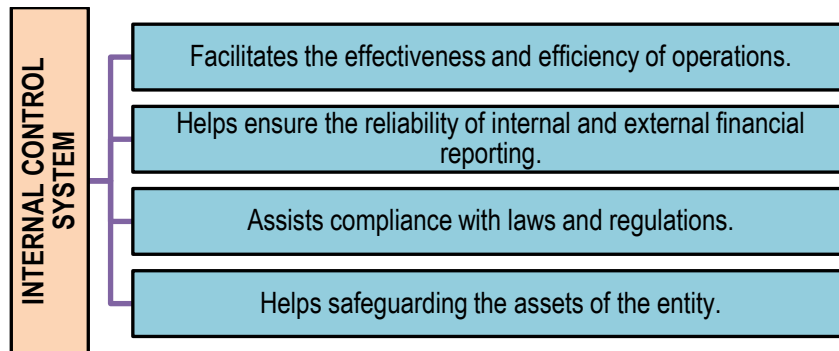 INTERNAL CONTROL
SYSTEM
Facilitates the effectiveness and efficiency of operations.
Helps ensure the reliability of internal and external financial
reporting.
Assists compliance with laws and regulations.
Helps safeguarding the assets of the entity.